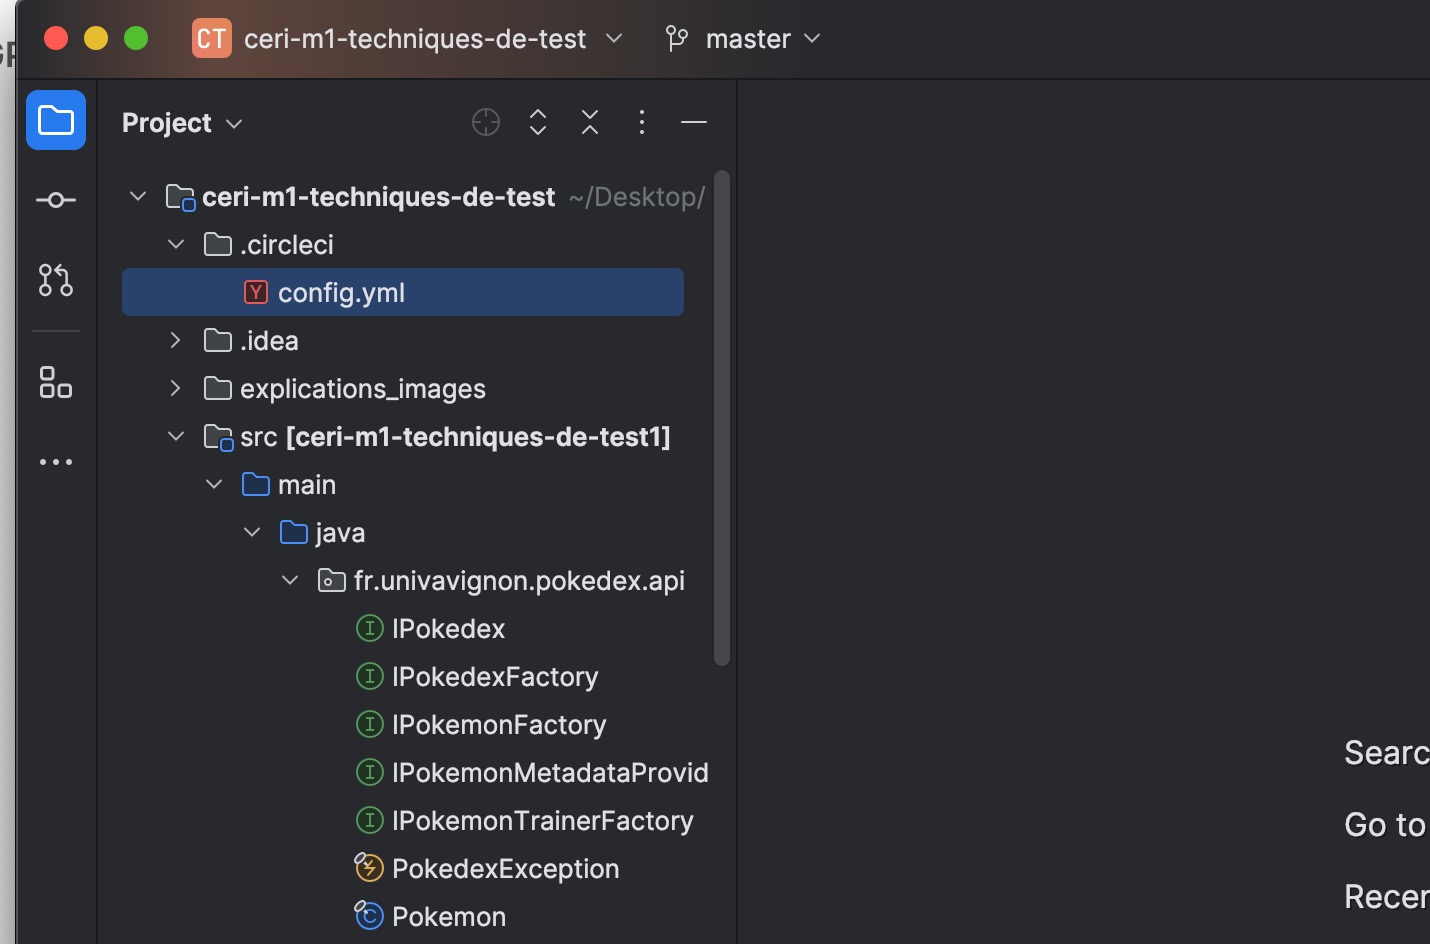 CT ceri-m1-techniques-de-test master
Project
ceri-m1-techniques-de-test ~/Desktop/
.circleci
Y config.yml
.idea
explications_images
src [ceri-m1-techniques-de-test1]
main
java
fr.univavignon.pokedex.api
I IPokedex
I IPokedexFactory
I IPokemonFactory
I IPokemonMetadataProvid
I IPokemonTrainerFactory
PokedexException
C Pokemon
Searc
Go to
Recer